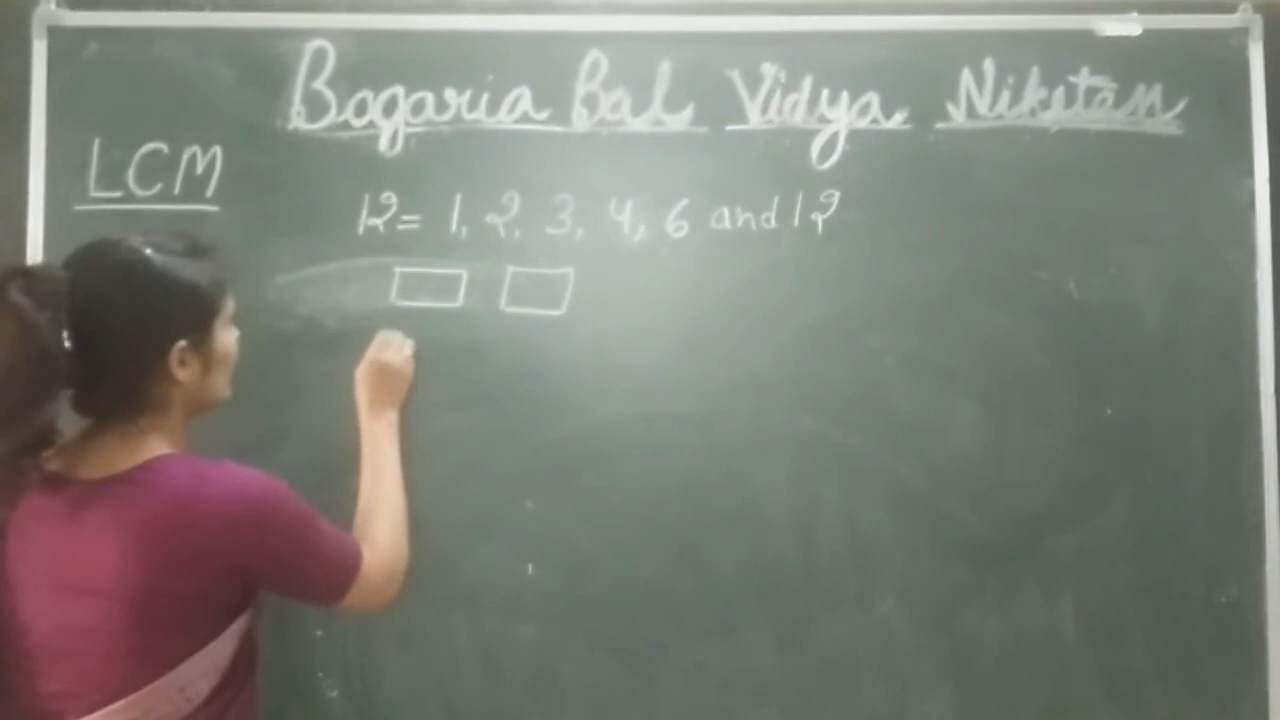 Bagaria Bal Vidya Niketan
LCM
12 = 1, 2, 3, 4, 6 and 12